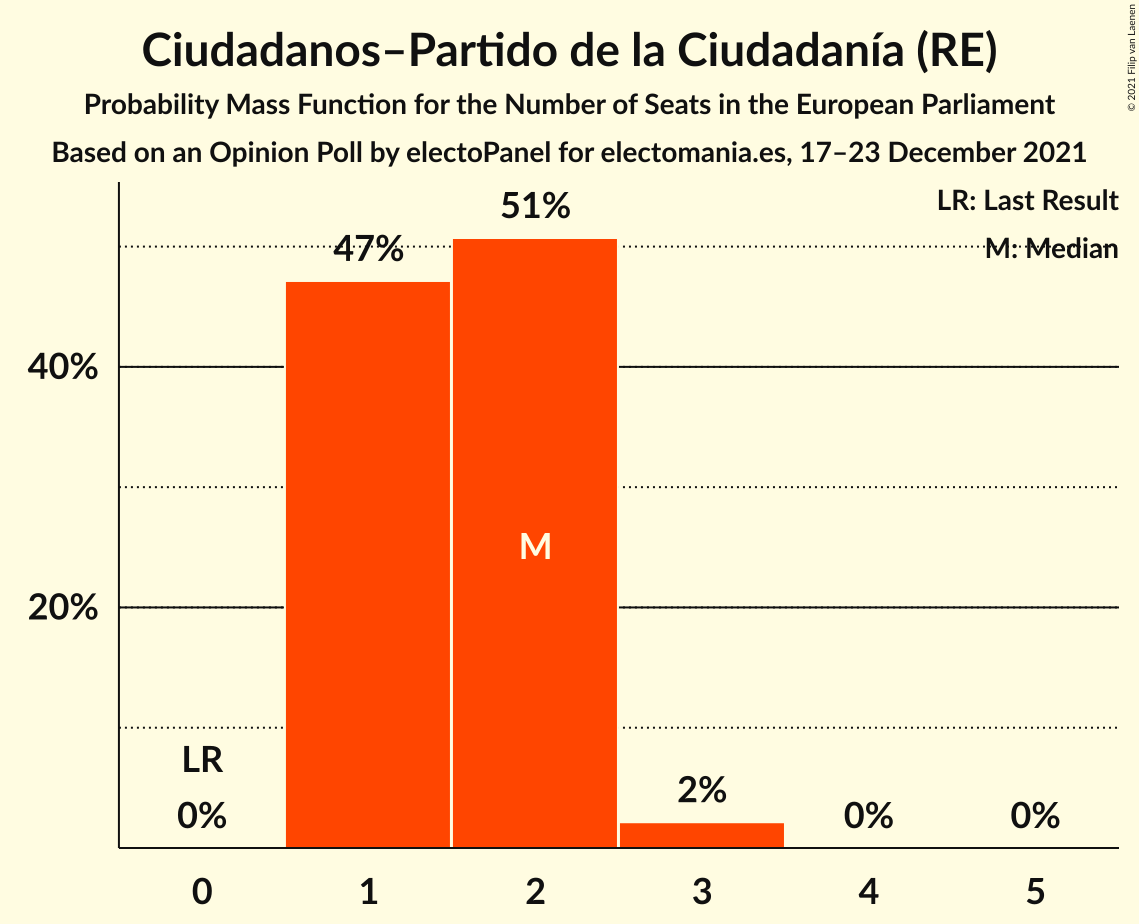 Ciudadanos–Partido de la Ciudadanía (RE)
Probability Mass Function for the Number of Seats in the European Parliament
Based on an Opinion Poll by electoPanel for electomania.es, 17–23 December 2021
© 2021 Filip van Laenen
LR: Last Result
M: Median
51%
47%
40%
M
20%
LR
0%
2%
0%
0%
0 1 2 3 4 5